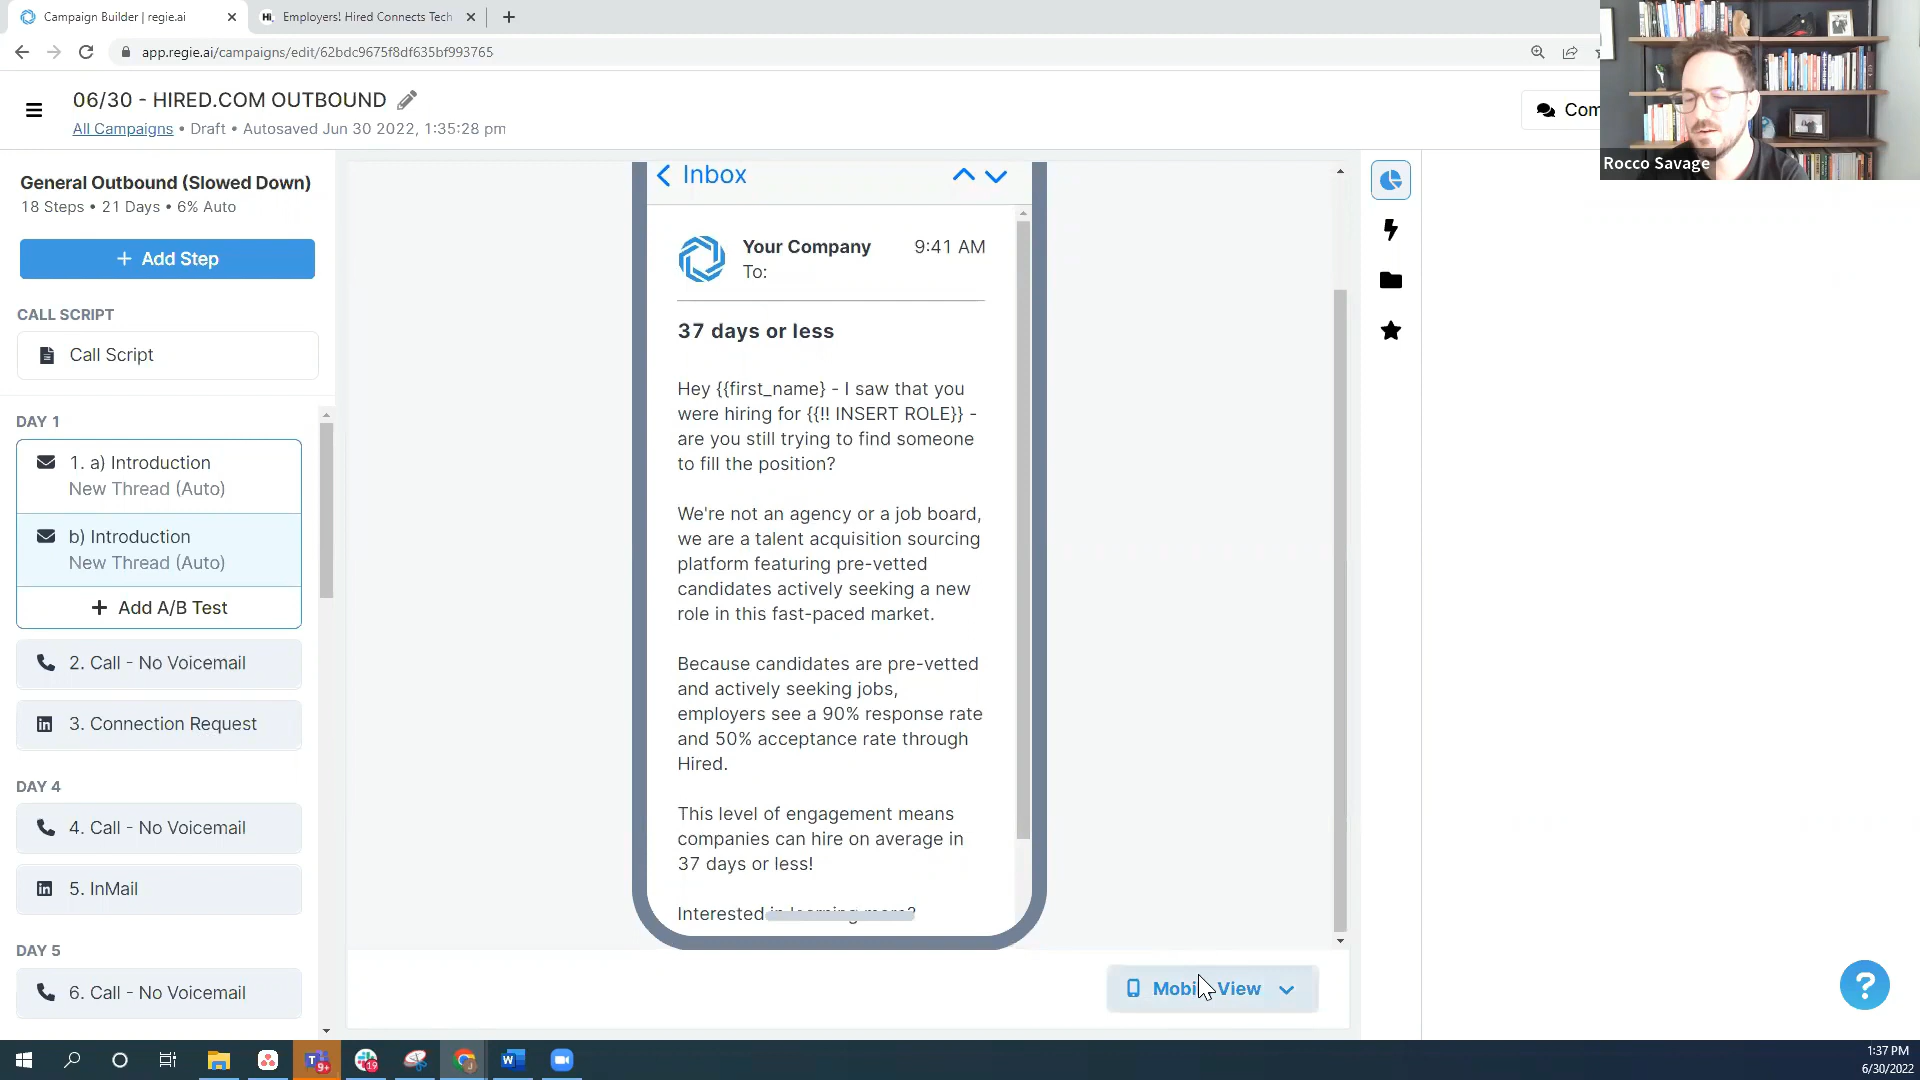 Campaign Builder | regie.ai
Hi.
Employers! Hired Connects Tech
app.regie.ai/campaigns/edit/62bdc9675f8df635bf993765
06/30 - HIRED.COM OUTBOUND
All Campaigns • Draft • Autosaved Jun 30 2022, 1:35:28 pm
Com
Rocco Savage
General Outbound (Slowed Down)
18 Steps • 21 Days • 6% Auto
+ Add Step
CALL SCRIPT
Call Script
DAY 1
1. a) Introduction
New Thread (Auto)
b) Introduction
New Thread (Auto)
+ Add A/B Test
2. Call - No Voicemail
3. Connection Request
DAY 4
4. Call - No Voicemail
5. InMail
DAY 5
6. Call - No Voicemail
Inbox
Your Company 9:41 AM
To:
37 days or less
Hey {{first_name} - I saw that you
were hiring for {{!! INSERT ROLE}} -
are you still trying to find someone
to fill the position?
We're not an agency or a job board,
we are a talent acquisition sourcing
platform featuring pre-vetted
candidates actively seeking a new
role in this fast-paced market.
Because candidates are pre-vetted
and actively seeking jobs,
employers see a 90% response rate
and 50% acceptance rate through
Hired.
This level of engagement means
companies can hire on average in
37 days or less!
Interested in learning more?
Mobile View
?
9+
19
1:37 PM
6/30/2022